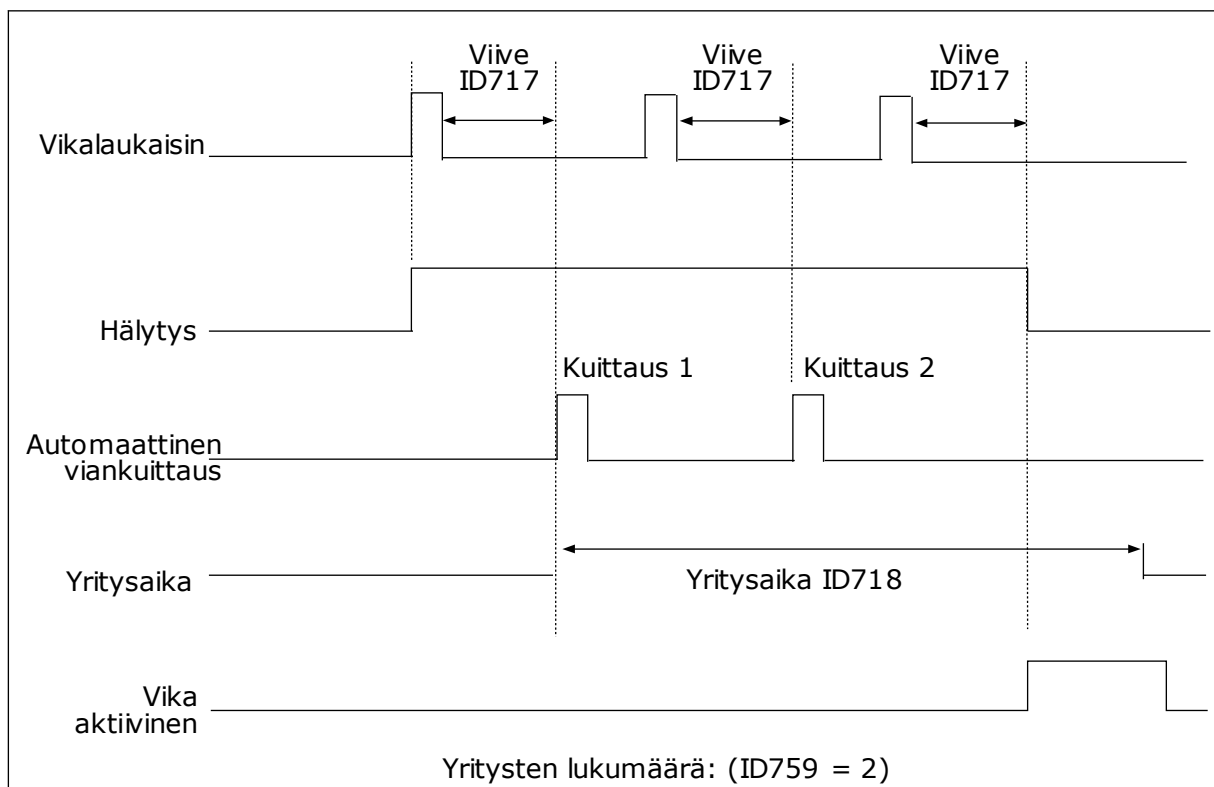 Viive
ID717
Viive
ID717
Viive
ID717
Vikalaukaisin
Hälytys
Kuittaus 1
Kuittaus 2
Automaattinen
viankuittaus
Yritysaika
Yritysaika ID718
Vika
aktiivinen
Yritysten lukumäärä: (ID759 = 2)